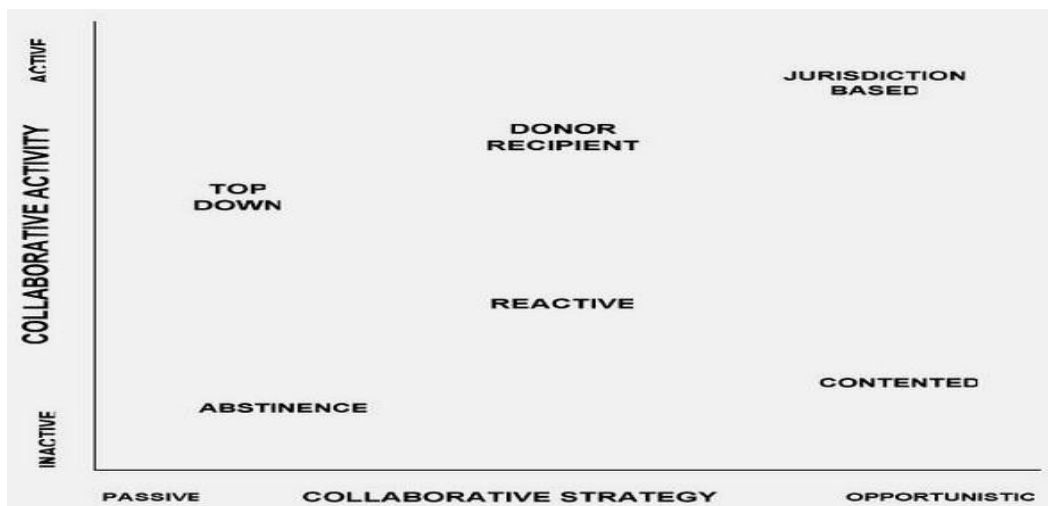 ACTIVE
COLLABORATIVE ACTIVITY
INACTIVE
JURISDICTION
BASED
DONOR
RECIPIENT
TOP
DOWN
REACTIVE
CONTENTED
ABSTINENCE
PASSIVE
COLLABORATIVE STRATEGY
OPPORTUNISTIC